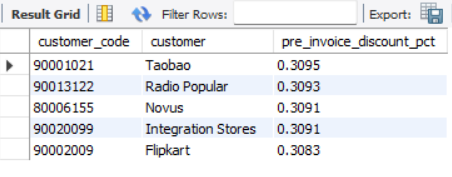 Result Grid Filter Rows: Export:
customer_code customer pre_invoice_discount_pct
90001021 Taobao 0.3095
90013122 Radio Popular 0.3093
80006155 Novus 0.3091
90020099 Integration Stores 0.3091
90002009 Flipkart 0.3083